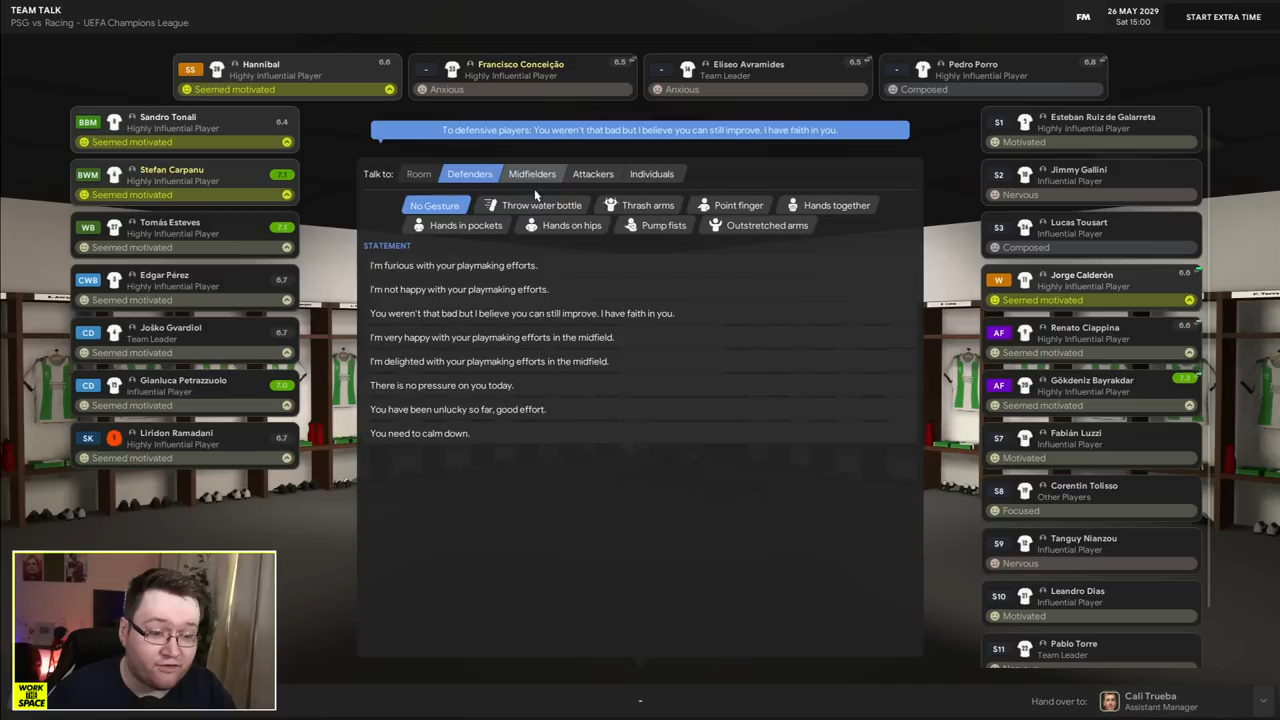 TEAM TALK
PSG vs Racing - UEFA Champions League
FM
26 MAY 2029
Sat 15:00
START EXTRA TIME
SS
28
Hannibal
6.6
Highly Influential Player
Seemed motivated
-
Francisco Conceição
6.5
Highly Influential Player
Anxious
-
14
Eliseo Avramides
6.5
Team Leader
Anxious
-
Pedro Porro
6.8
Highly Influential Player
Composed
BBM
Sandro Tonali
6.4
Highly Influential Player
Seemed motivated
BWM
Stefan Carpanu
7.1
Highly Influential Player
Seemed motivated
WB
27
Tomás Esteves
7.1
Highly Influential Player
Seemed motivated
CWB
Edgar Pérez
6.7
Highly Influential Player
Seemed motivated
CD
Joško Gvardiol
6.7
Team Leader
Seemed motivated
CD
15
Gianluca Petrazzuolo
7.0
Influential Player
Seemed motivated
SK
1
Liridon Ramadani
6.7
Highly Influential Player
Seemed motivated
To defensive players: You weren't that bad but I believe you can still improve. I have faith in you.
Talk to: Room Defenders Midfielders Attackers Individuals
No Gesture Throw water bottle Thrash arms Point finger Hands together
Hands in pockets Hands on hips Pump fists Outstretched arms
STATEMENT
I'm furious with your playmaking efforts.
I'm not happy with your playmaking efforts.
You weren't that bad but I believe you can still improve. I have faith in you.
I'm very happy with your playmaking efforts in the midfield.
I'm delighted with your playmaking efforts in the midfield.
There is no pressure on you today.
You have been unlucky so far, good effort.
You need to calm down.
S1
Esteban Ruiz de Galarreta
Highly Influential Player
Motivated
S2
Jimmy Gallini
Highly Influential Player
Nervous
S3
24
Lucas Tousart
Highly Influential Player
Composed
W
11
Jorge Calderón
6.6
Highly Influential Player
Seemed motivated
AF
9
Renato Ciappina
6.6
Highly Influential Player
Seemed motivated
AF
20
Gökdeniz Bayrakdar
7.3
Highly Influential Player
Seemed motivated
S7
Fabián Luzzi
Influential Player
Motivated
S8
Corentin Tolisso
Other Players
Focused
S9
12
Tanguy Nianzou
Influential Player
Nervous
S10
21
Leandro Dias
Influential Player
Motivated
S11
22
Pablo Torre
Team Leader
Nervous
WORK
THE
SPACE
-
Hand over to:
Cali Trueba
Assistant Manager